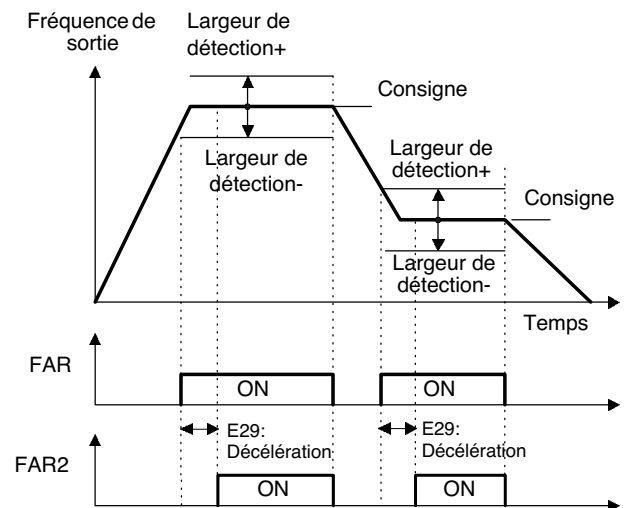 Fréquence de
sortie
Largeur de
détection+
Consigne
Largeur de
détection-
Largeur de
détection+
Consigne
Largeur de
détection-
Temps
FAR
ON
ON
E29:
Décélération
E29:
Décélération
FAR2
ON
ON